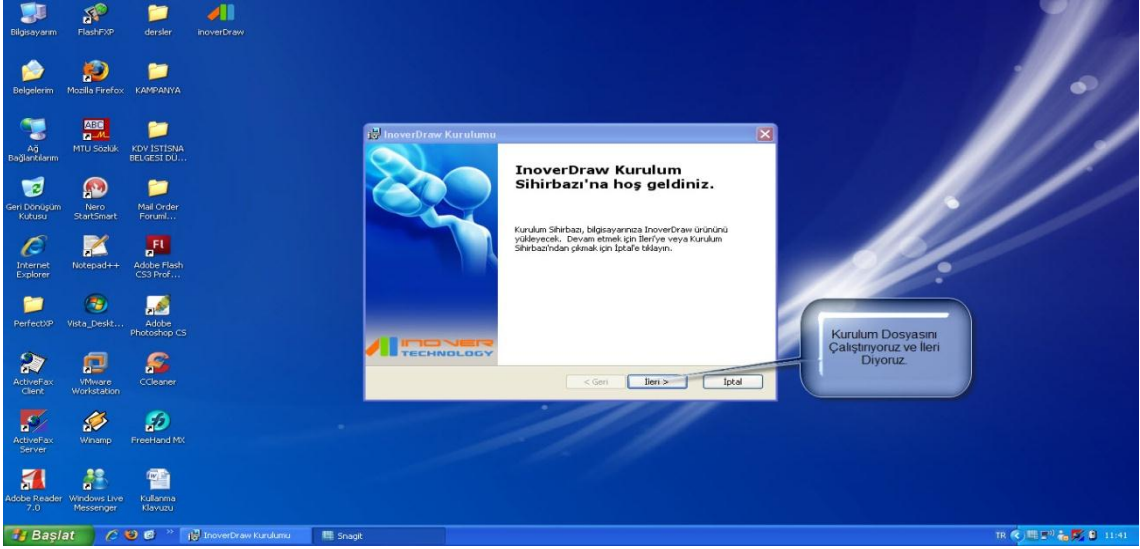 Bilgisayarım
FlashFXP
dersler
inoverDraw
Belgelerim
Mozilla Firefox
KAMPANYA
Ağ
Bağlantılarım
MTU Sözlük
KDV İSTİSNA
BELGESİ DÜ...
Geri Dönüşüm
Kutusu
Nero
StartSmart
Mail Order
Foruml...
Internet
Explorer
Notepad++
Adobe Flash
CS3 Prof...
PerfectXP
Vista_Deskt...
Adobe
Photoshop CS
ActiveFax
Client
VMware
Workstation
CCleaner
ActiveFax
Server
Winamp
FreeHand MX
Adobe Reader
7.0
Windows Live
Messenger
Kullanma
Klavuzu
InoverDraw Kurulumu
InoverDraw Kurulum
Sihirbazı'na hoş geldiniz.
Kurulum Sihirbazı, bilgisayarınıza InoverDraw ürününü
yükleyecek. Devam etmek için İleri'ye veya Kurulum
Sihirbazı'ndan çıkmak için İptal'e tıklayın.
INOVER
TECHNOLOGY
< Geri
İleri >
İptal
Kurulum Dosyasını
Çalıştırıyoruz ve İleri
Diyoruz.
Başlat
InoverDraw Kurulumu
Snagit
TR
11:41